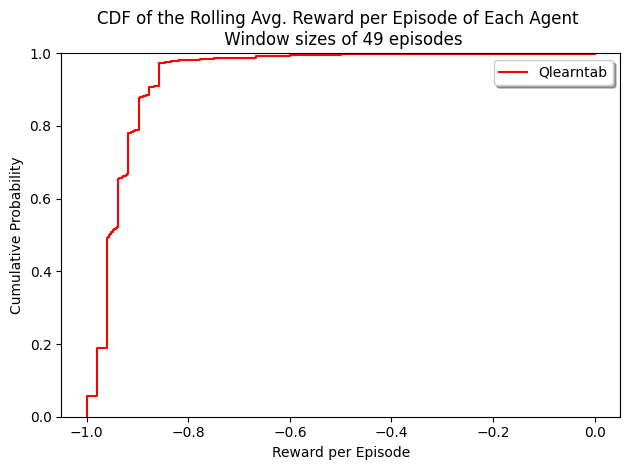 CDF of the Rolling Avg. Reward per Episode of Each Agent
Window sizes of 49 episodes
Qlearntab
Cumulative Probability
1.0
0.8
0.6
0.4
0.2
0.0
−1.0 −0.8 −0.6 −0.4 −0.2 0.0
Reward per Episode